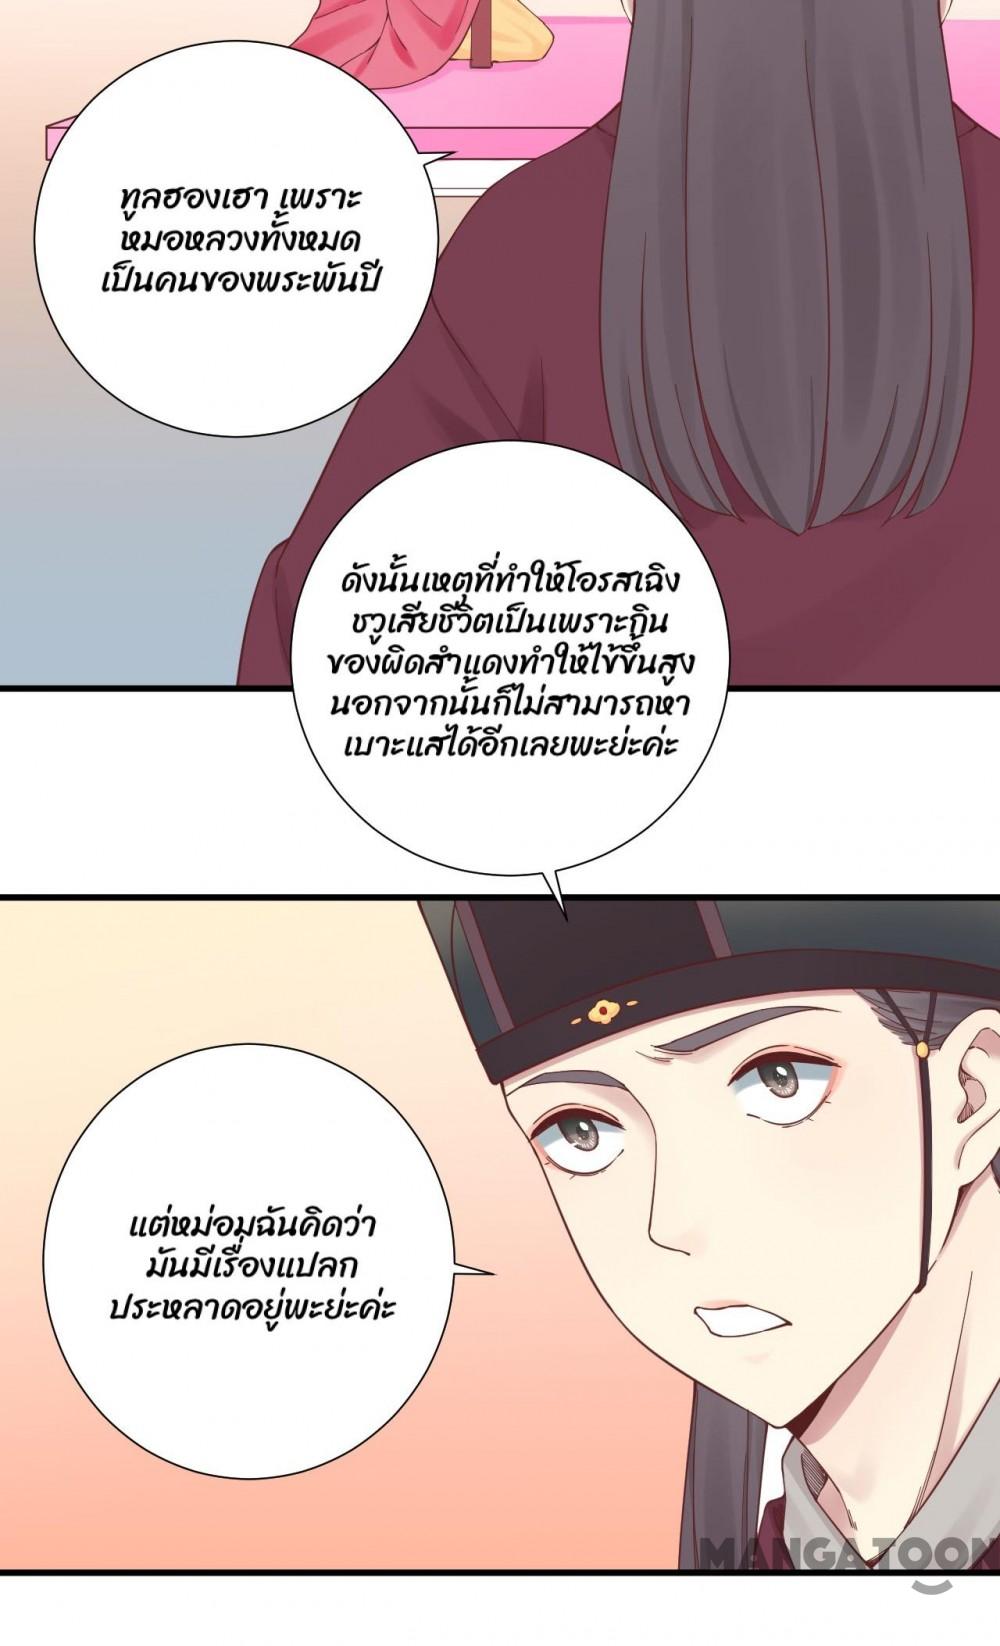 ทูลฮองเฮา เพราะ
หมอหลวงทั้งหมด
เป็นคนของพระพันปี
ดังนั้นเหตุที่ทำให้โอรสเฉิง
ชวูเสียชีวิตเป็นเพราะกิน
ของผิดสำแดงทำให้ไข้ขึ้นสูง
นอกจากนั้นก็ไม่สามารถหา
เบาะแสได้อีกเลยพะย่ะค่ะ
แต่หม่อมฉันคิดว่า
มันมีเรื่องแปลก
ประหลาดอยู่พะย่ะค่ะ
MANGATOON